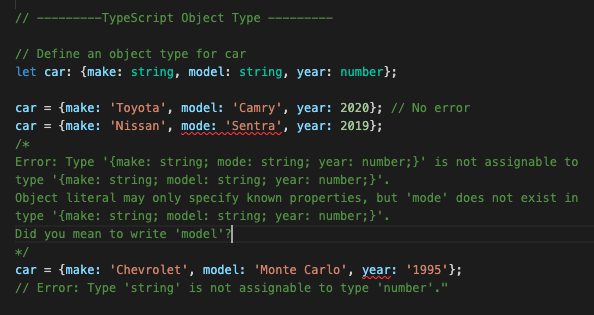 // ---------TypeScript Object Type ---------
// Define an object type for car
let car: {make: string, model: string, year: number};
car = {make: 'Toyota', model: 'Camry', year: 2020}; // No error
car = {make: 'Nissan', mode: 'Sentra', year: 2019};
/*
Error: Type '{make: string; mode: string; year: number;}' is not assignable to
type '{make: string; model: string; year: number;}'.
Object literal may only specify known properties, but 'mode' does not exist in
type '{make: string; model: string; year: number;}'.
Did you mean to write 'model'?
*/
car = {make: 'Chevrolet', model: 'Monte Carlo', year: '1995'};
// Error: Type 'string' is not assignable to type 'number'."